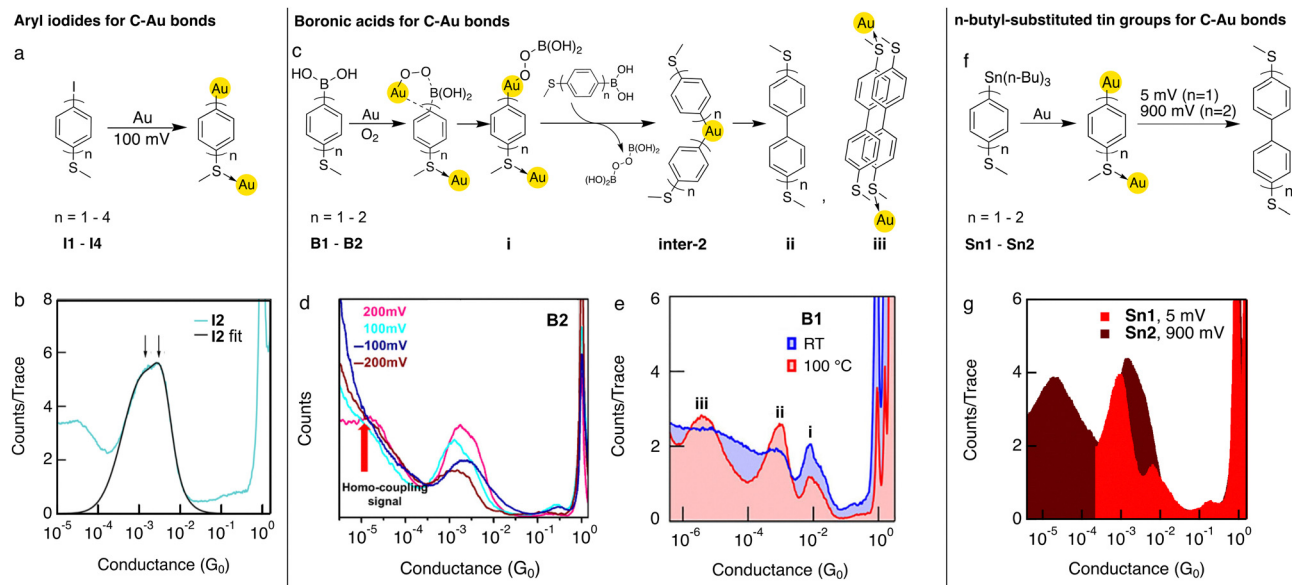 Aryl iodides for C-Au bonds
a
I
n
S
Au
100 mV
Au
n
S
Au
n = 1 - 4
I1 - I4
Boronic acids for C-Au bonds
c
HO
OH
B
n
S
Au
O2
O
O
Au
B(OH)2
n
S
Au
B(OH)2
O
O
Au
n
S
Au
S
n
B
OH
OH
B(OH)2
O
S
O
(HO)2B
S
n
Au
n
S
S
n
S
,
Au
S
S
n
S
S
Au
n = 1 - 2
B1 - B2
i
inter-2
ii
iii
n-butyl-substituted tin groups for C-Au bonds
f
Sn(n-Bu)3
n
S
Au
Au
n
S
Au
5 mV (n=1)
900 mV (n=2)
S
n
S
n = 1 - 2
Sn1 - Sn2
b
I2
I2 fit
8
6
4
2
0
Counts/Trace
10-5 10-4 10-3 10-2 10-1 100
Conductance (G0)
d
200mV
100mV
−100mV
−200mV
B2
Homo-coupling
signal
Counts
10-5 10-4 10-3 10-2 10-1 100
Conductance (G0)
e
B1
RT
100 °C
iii
ii
i
6
4
2
0
Counts/Trace
10-6 10-4 10-2 100
Conductance (G0)
g
Sn1, 5 mV
Sn2, 900 mV
6
4
2
0
Counts/Trace
10-5 10-4 10-3 10-2 10-1 100
Conductance (G0)